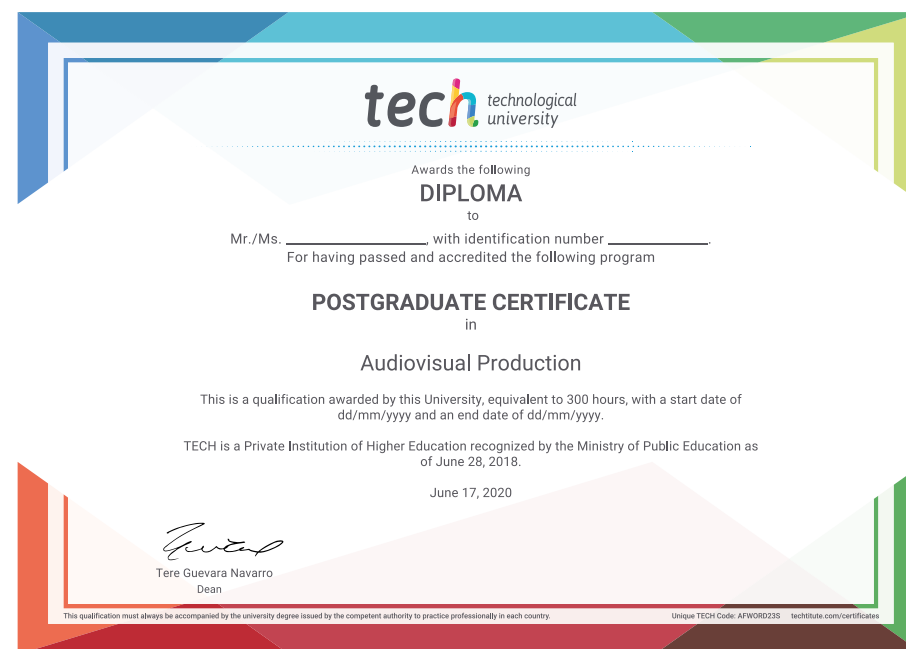 tech technological
university
Awards the following
DIPLOMA
to
Mr./Ms. ____________, with identification number ____________.
For having passed and accredited the following program
POSTGRADUATE CERTIFICATE
in
Audiovisual Production
This is a qualification awarded by this University, equivalent to 300 hours, with a start date of
dd/mm/yyyy and an end date of dd/mm/yyyy.
TECH is a Private Institution of Higher Education recognized by the Ministry of Public Education as
of June 28, 2018.
June 17, 2020
Tere Guevara Navarro
Dean
This qualification must always be accompanied by the university degree issued by the competent authority to practice professionally in each country. Unique TECH Code: AFWORD23S techtitute.com/certificates